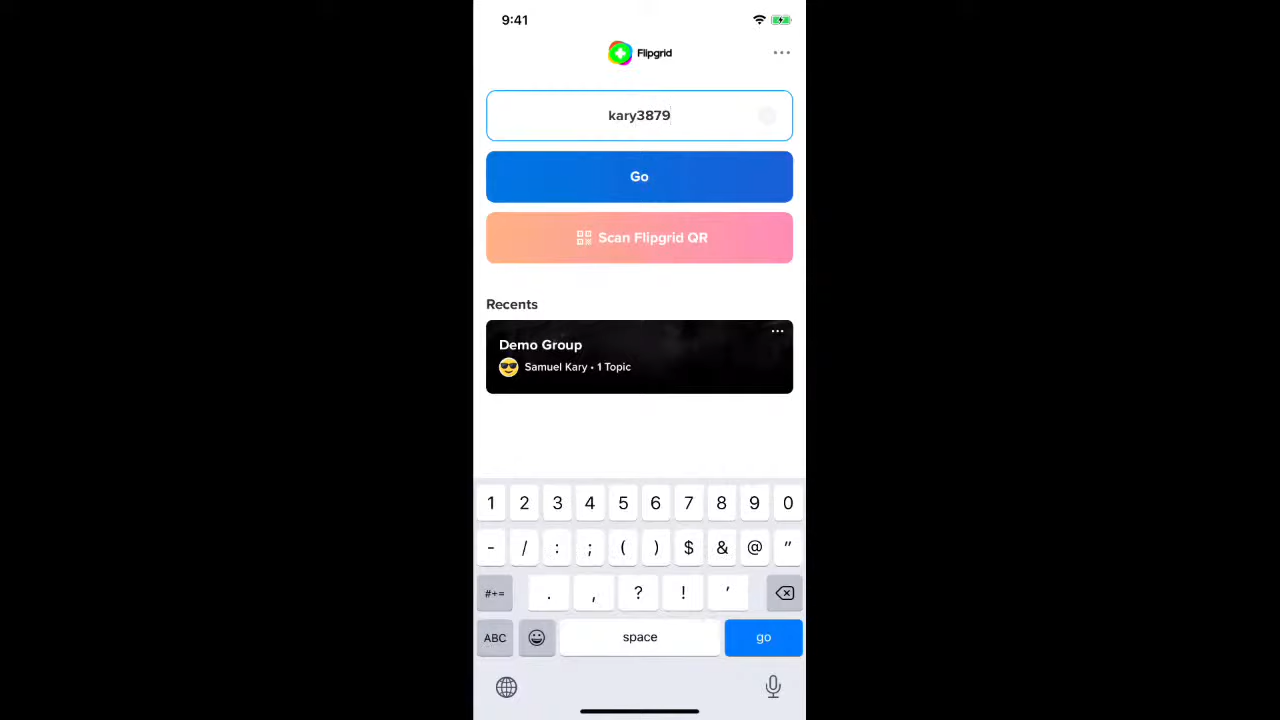 9:41
Flipgrid
kary3879
Go
Scan Flipgrid QR
Recents
Demo Group
Samuel Kary • 1 Topic
1 2 3 4 5 6 7 8 9 0
- / : ; ( ) $ & @ "
#+= . , ? ! '
ABC space go